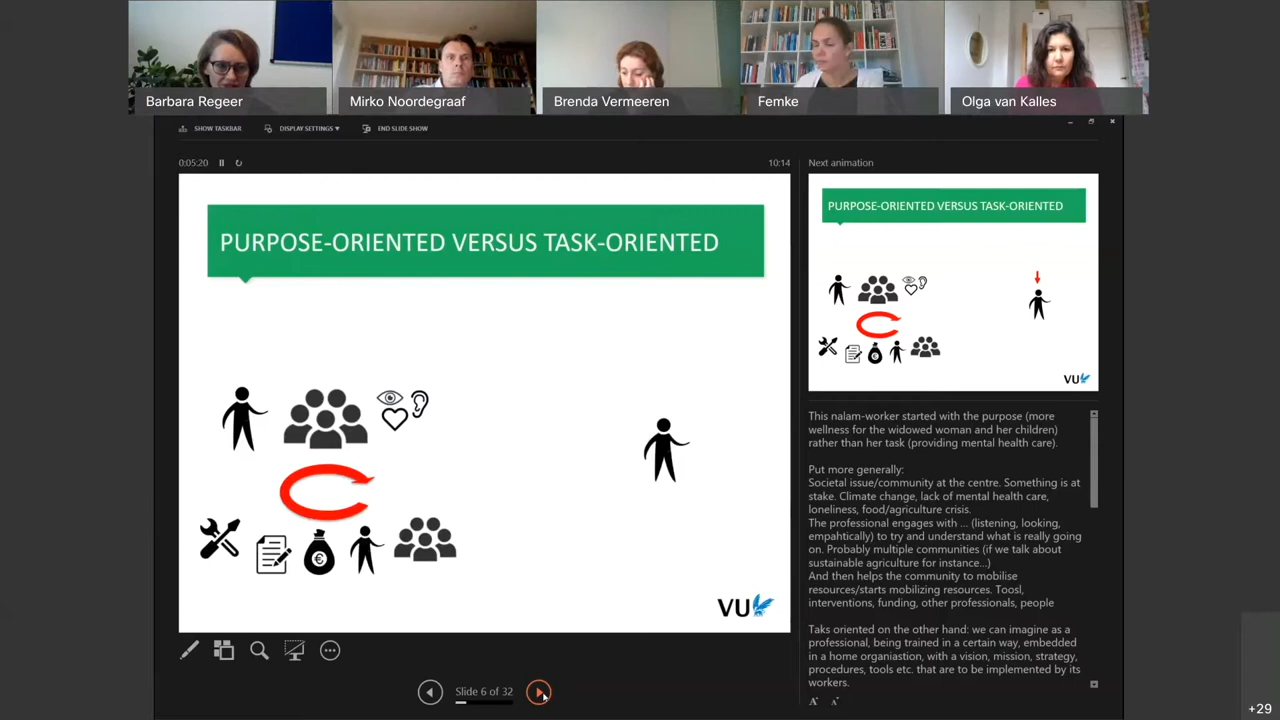 Barbara Regeer
Mirko Noordegraaf
Brenda Vermeeren
Femke
Olga van Kalles
SHOW TASKBAR
DISPLAY SETTINGS
END SLIDE SHOW
0:05:20
10:14
Next animation
PURPOSE-ORIENTED VERSUS TASK-ORIENTED
€
VU
PURPOSE-ORIENTED VERSUS TASK-ORIENTED
€
VU
This nalam-worker started with the purpose (more
wellness for the widowed woman and her children)
rather than her task (providing mental health care).
Put more generally:
Societal issue/community at the centre. Something is at
stake. Climate change, lack of mental health care,
loneliness, food/agriculture crisis.
The professional engages with ... (listening, looking,
empahtically) to try and understand what is really going
on. Probably multiple communities (if we talk about
sustainable agriculture for instance...)
And then helps the community to mobilise
resources/starts mobilizing resources. Toosl,
interventions, funding, other professionals, people
Taks oriented on the other hand: we can imagine as a
professional, being trained in a certain way, embedded
in a home organiastion, with a vision, mission, strategy,
procedures, tools etc. that are to be implemented by its
workers.
Slide 6 of 32
A A
+29